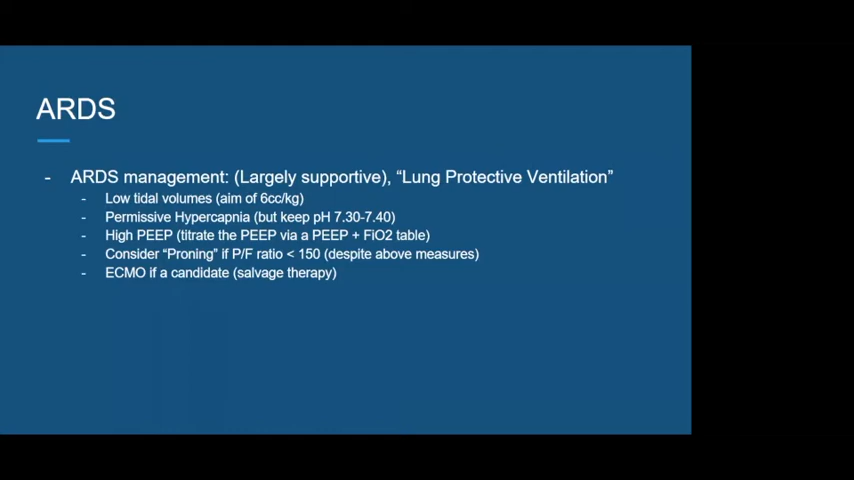 ARDS
- ARDS management: (Largely supportive), “Lung Protective Ventilation”
- Low tidal volumes (aim of 6cc/kg)
- Permissive Hypercapnia (but keep pH 7.30-7.40)
- High PEEP (titrate the PEEP via a PEEP + FiO2 table)
- Consider “Proning” if P/F ratio < 150 (despite above measures)
- ECMO if a candidate (salvage therapy)